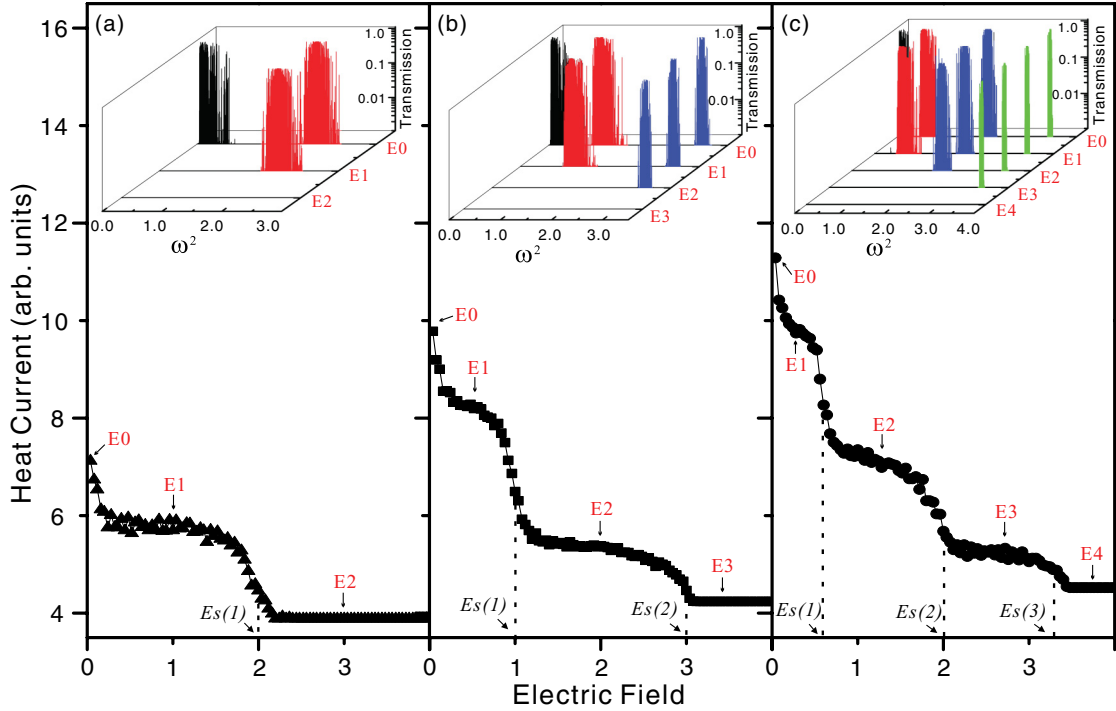 (a)
(b)
(c)
16
14
12
10
8
6
4
Heat Current (arb. units)
1.0
0.1
0.01
Transmission
E0
E1
E2
0.0 1.0 2.0 3.0
ω²
1.0
0.1
0.01
Transmission
E0
E1
E2
E3
0.0 1.0 2.0 3.0
ω²
1.0
0.1
0.01
Transmission
E0
E1
E2
E3
E4
0.0 1.0 2.0 3.0 4.0
ω²
E0
E1
E2
Es(1)
E0
E1
E2
E3
Es(1)
Es(2)
E0
E1
E2
E3
E4
Es(1)
Es(2)
Es(3)
0 1 2 3
0 1 2 3
0 1 2 3
Electric Field